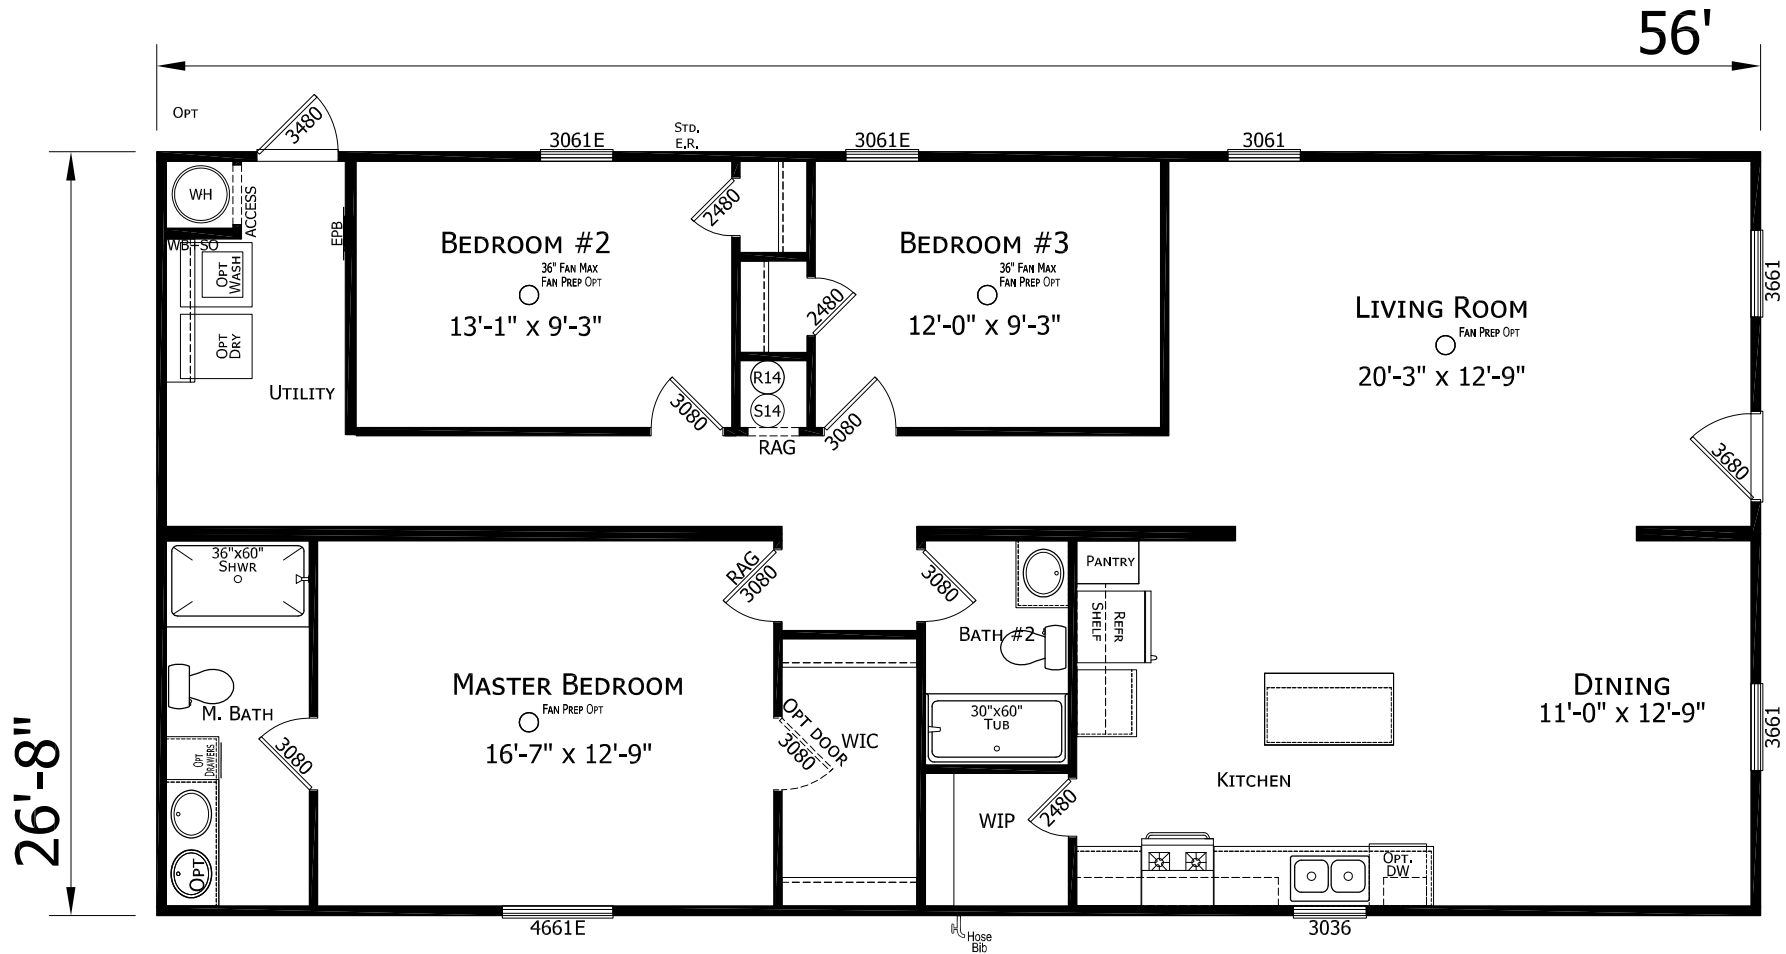 56'
OPT
3480
3061E
STD.
E.R.
3061E
3061
WH
ACCESS
EPB
WB+SO
OPT
WASH
OPT
DRY
UTILITY
BEDROOM #2
36" FAN MAX
FAN PREP OPT
13'-1" x 9'-3"
2480
2480
BEDROOM #3
36" FAN MAX
FAN PREP OPT
12'-0" x 9'-3"
R14
S14
RAG
3080
3080
LIVING ROOM
FAN PREP OPT
20'-3" x 12'-9"
3661
3680
26'-8"
36"x60"
SHWR
M. BATH
OPT
DRAWERS
OPT
3080
MASTER BEDROOM
FAN PREP OPT
16'-7" x 12'-9"
RAG
3080
OPT DOOR
3080
WIC
3080
BATH #2
30"x60"
TUB
WIP
2480
PANTRY
REFR
SHELF
KITCHEN
OPT.
DW
DINING
11'-0" x 12'-9"
3661
4661E
Hose
Bib
3036